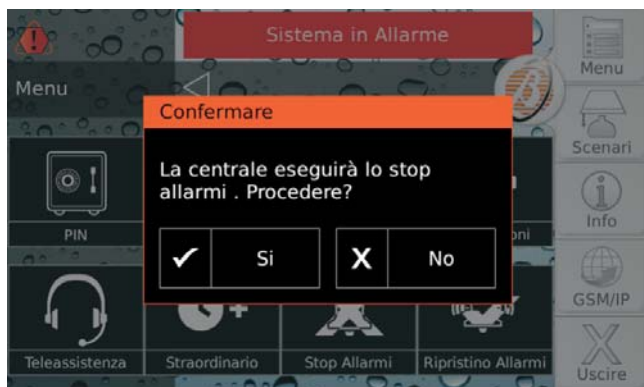 Sistema in Allarme
Menu
Menu
Confermare
La centrale eseguirà lo stop
allarmi . Procedere?
Si
No
Scenari
PIN
oni
Info
GSM/IP
Teleassistenza
Straordinario
Stop Allarmi
Ripristino Allarmi
Uscire